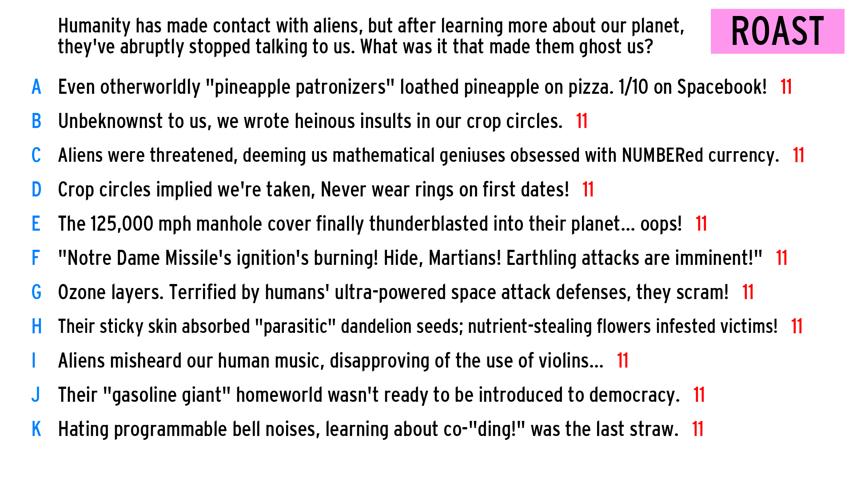 Humanity has made contact with aliens, but after learning more about our planet,
they've abruptly stopped talking to us. What was it that made them ghost us?
ROAST
A Even otherworldly "pineapple patronizers" loathed pineapple on pizza. 1/10 on Spacebook! 11
B Unbeknownst to us, we wrote heinous insults in our crop circles. 11
C Aliens were threatened, deeming us mathematical geniuses obsessed with NUMBERed currency. 11
D Crop circles implied we're taken, Never wear rings on first dates! 11
E The 125,000 mph manhole cover finally thunderblasted into their planet... oops! 11
F "Notre Dame Missile's ignition's burning! Hide, Martians! Earthling attacks are imminent!" 11
G Ozone layers. Terrified by humans' ultra-powered space attack defenses, they scram! 11
H Their sticky skin absorbed "parasitic" dandelion seeds; nutrient-stealing flowers infested victims! 11
I Aliens misheard our human music, disapproving of the use of violins... 11
J Their "gasoline giant" homeworld wasn't ready to be introduced to democracy. 11
K Hating programmable bell noises, learning about co-"ding!" was the last straw. 11